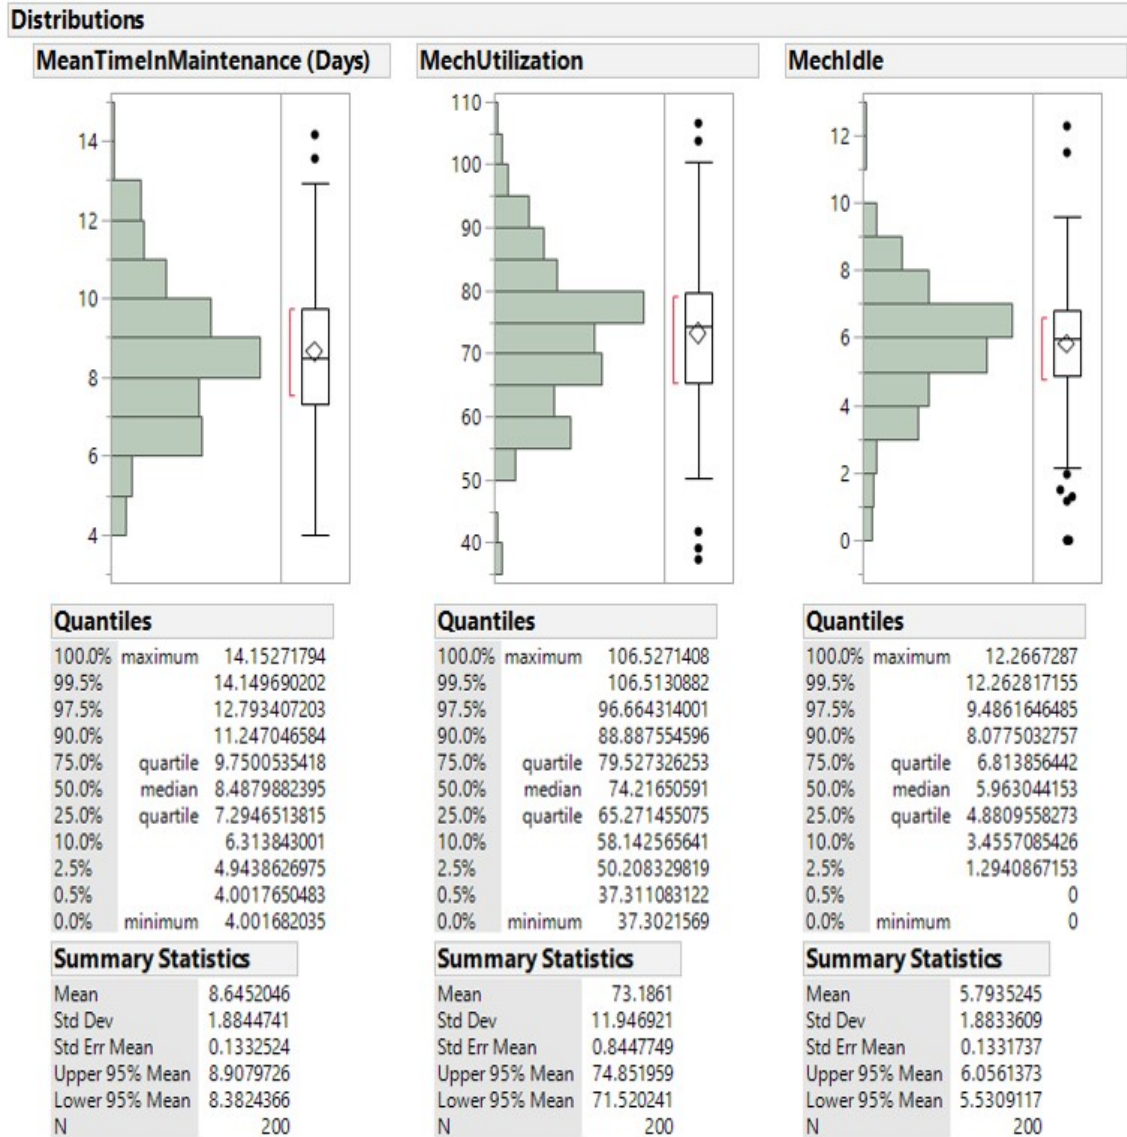 Distributions
MeanTimeInMaintenance (Days)
14
12
10
8
6
4
Quantiles
100.0% maximum 14.15271794
99.5% 14.149690202
97.5% 12.793407203
90.0% 11.247046584
75.0% quartile 9.7500535418
50.0% median 8.4879882395
25.0% quartile 7.2946513815
10.0% 6.313843001
2.5% 4.9438626975
0.5% 4.0017650483
0.0% minimum 4.001682035
Summary Statistics
Mean 8.6452046
Std Dev 1.8844741
Std Err Mean 0.1332524
Upper 95% Mean 8.9079726
Lower 95% Mean 8.3824366
N 200
MechUtilization
110
100
90
80
70
60
50
40
Quantiles
100.0% maximum 106.5271408
99.5% 106.5130882
97.5% 96.664314001
90.0% 88.887554596
75.0% quartile 79.527326253
50.0% median 74.21650591
25.0% quartile 65.271455075
10.0% 58.142565641
2.5% 50.208329819
0.5% 37.311083122
0.0% minimum 37.3021569
Summary Statistics
Mean 73.1861
Std Dev 11.946921
Std Err Mean 0.8447749
Upper 95% Mean 74.851959
Lower 95% Mean 71.520241
N 200
MechIdle
12
10
8
6
4
2
0
Quantiles
100.0% maximum 12.2667287
99.5% 12.262817155
97.5% 9.4861646485
90.0% 8.0775032757
75.0% quartile 6.813856442
50.0% median 5.963044153
25.0% quartile 4.8809558273
10.0% 3.4557085426
2.5% 1.2940867153
0.5% 0
0.0% minimum 0
Summary Statistics
Mean 5.7935245
Std Dev 1.8833609
Std Err Mean 0.1331737
Upper 95% Mean 6.0561373
Lower 95% Mean 5.5309117
N 200